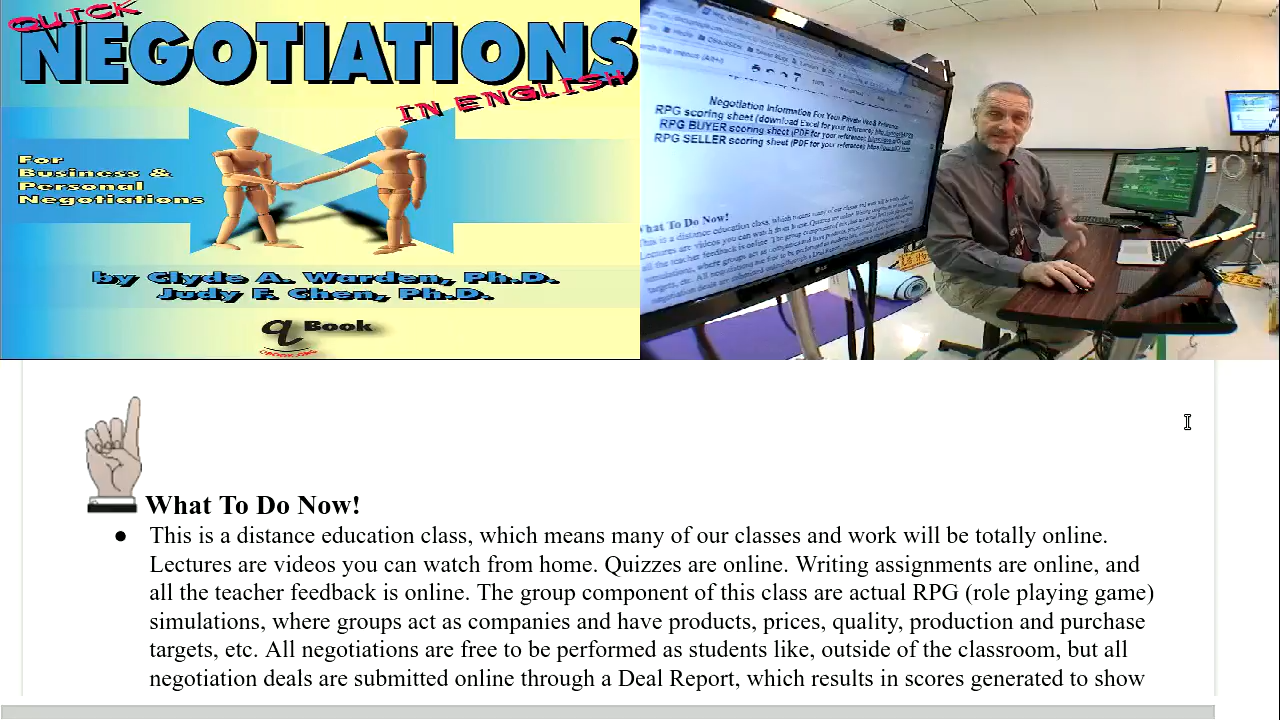 QUICK
NEGOTIATIONS
IN ENGLISH
For
Business &
Personal
Negotiations
by Clyde A. Warden, Ph.D.
Judy F. Chen, Ph.D.
q Book
Negotiation Information For Your Private Use & Reference
RPG scoring sheet (download Excel for your reference)
RPG BUYER scoring sheet (PDF for your reference)
RPG SELLER scoring sheet (PDF for your reference)
What To Do Now!
LG
What To Do Now!
● This is a distance education class, which means many of our classes and work will be totally online.
Lectures are videos you can watch from home. Quizzes are online. Writing assignments are online, and
all the teacher feedback is online. The group component of this class are actual RPG (role playing game)
simulations, where groups act as companies and have products, prices, quality, production and purchase
targets, etc. All negotiations are free to be performed as students like, outside of the classroom, but all
negotiation deals are submitted online through a Deal Report, which results in scores generated to show